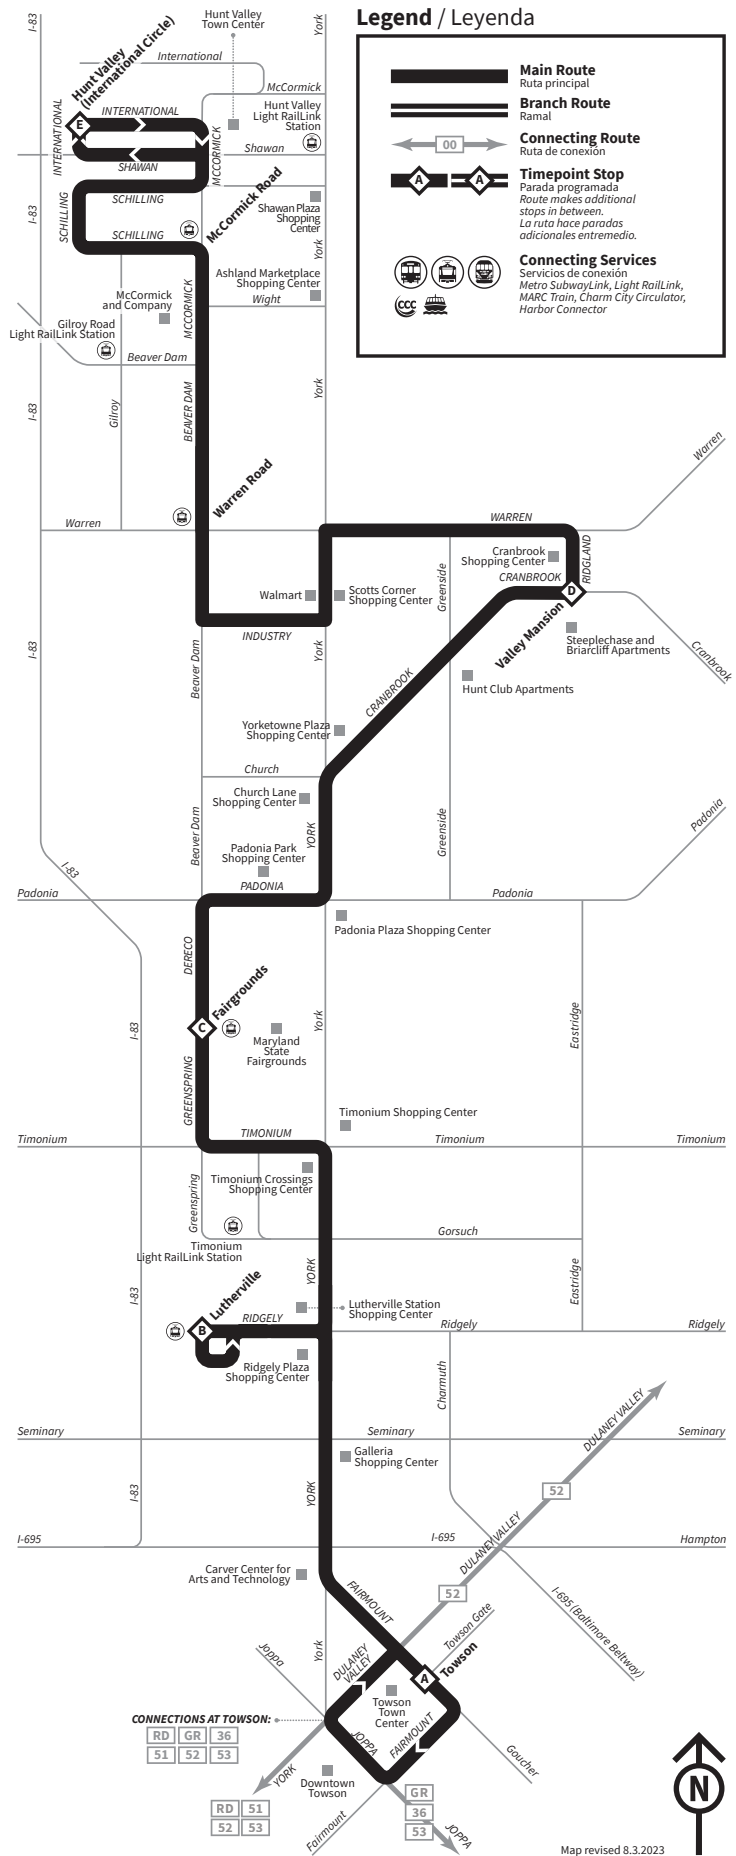 Legend / Leyenda
Main Route
Ruta principal
Branch Route
Ramal
00
Connecting Route
Ruta de conexión
A
A
Timepoint Stop
Parada programada
Route makes additional
stops in between.
La ruta hace paradas
adicionales entremedio.
Connecting Services
Servicios de conexión
Metro SubwayLink, Light RailLink,
MARC Train, Charm City Circulator,
Harbor Connector
CCC
I-83
Hunt Valley
Town Center
York
Hunt Valley
(International Circle)
International
McCormick
Hunt Valley
Light RailLink
Station
INTERNATIONAL
E
INTERNATIONAL
SHAWAN
MCCORMICK
Shawan
SCHILLING
SCHILLING
I-83
McCormick Road
Shawan Plaza
Shopping
Center
SCHILLING
York
Ashland Marketplace
Shopping Center
McCormick
and Company
MCCORMICK
Wight
Gilroy Road
Light RailLink Station
Beaver Dam
I-83
Gilroy
BEAVER DAM
York
Warren Road
Warren
Warren
WARREN
Cranbrook
Shopping Center
RIDGLAND
CRANBROOK
D
Greenside
Walmart
Scotts Corner
Shopping Center
Valley Mansion
INDUSTRY
Steeplechase and
Briarcliff Apartments
Cranbrook
I-83
Beaver Dam
York
Hunt Club Apartments
CRANBROOK
Yorketowne Plaza
Shopping Center
Church
Church Lane
Shopping Center
YORK
Beaver Dam
Greenside
Padonia
Padonia Park
Shopping Center
I-83
Padonia
PADONIA
Padonia
Padonia Plaza Shopping Center
DERECO
Fairgrounds
C
I-83
York
Eastridge
Maryland
State
Fairgrounds
GREENSPRING
Timonium Shopping Center
Timonium
TIMONIUM
Timonium
Timonium
Timonium Crossings
Shopping Center
Greenspring
Gorsuch
Timonium
Light RailLink Station
I-83
YORK
Eastridge
Lutherville
B
RIDGELY
Lutherville Station
Shopping Center
Ridgely
Ridgely
Ridgely Plaza
Shopping Center
Charmuth
DULANEY VALLEY
Seminary
Seminary
Seminary
Galleria
Shopping Center
I-83
YORK
52
I-695
I-695
Hampton
DULANEY VALLEY
Carver Center for
Arts and Technology
FAIRMOUNT
52
I-695 (Baltimore Beltway)
Towson Gate
Joppa
York
DULANEY
VALLEY
A
Towson
Towson
Town
Center
CONNECTIONS AT TOWSON:
RD GR 36
51 52 53
JOPPA
FAIRMOUNT
Goucher
YORK
Downtown
Towson
RD 51
52 53
GR
36
53
Fairmount
JOPPA
N
Map revised 8.3.2023